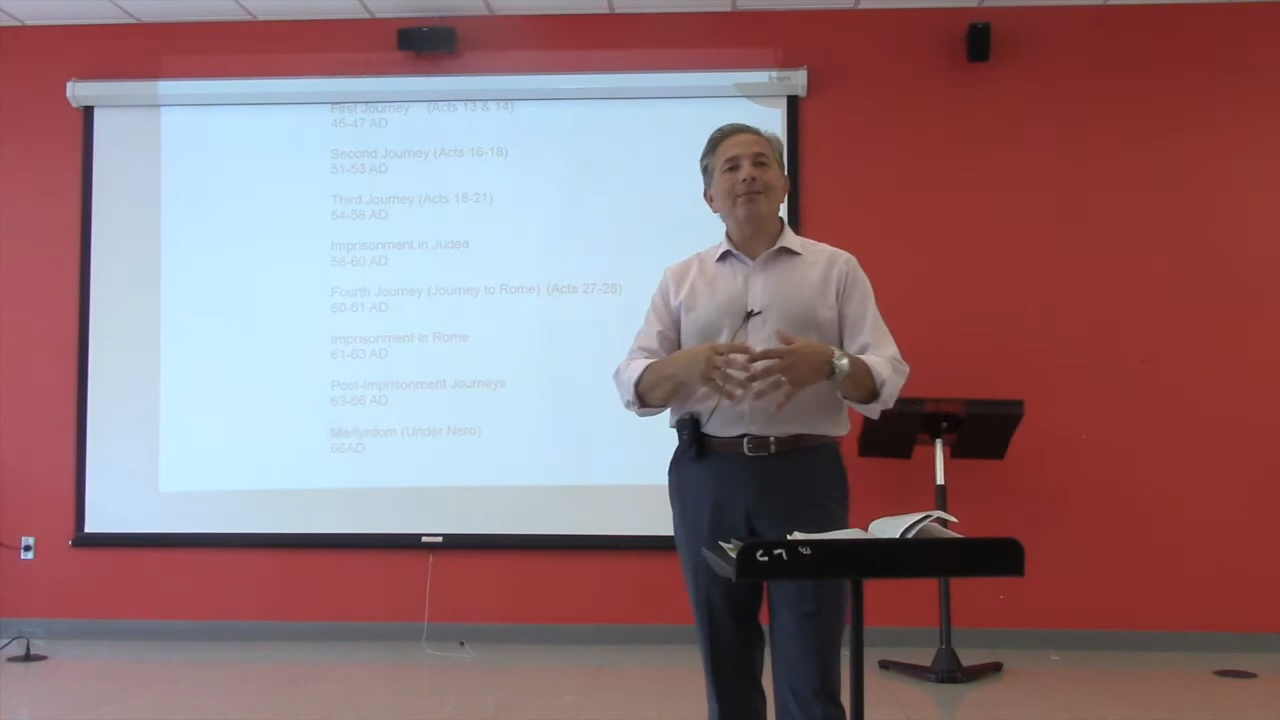 First Journey (Acts 13 & 14)
45-47 AD
Second Journey (Acts 16-18)
51-53 AD
Third Journey (Acts 18-21)
54-58 AD
Imprisonment in Judea
58-60 AD
Fourth Journey (Journey to Rome) (Acts 27-28)
60-61 AD
Imprisonment in Rome
61-63 AD
Post-Imprisonment Journeys
63-66 AD
Martyrdom (Under Nero)
66AD